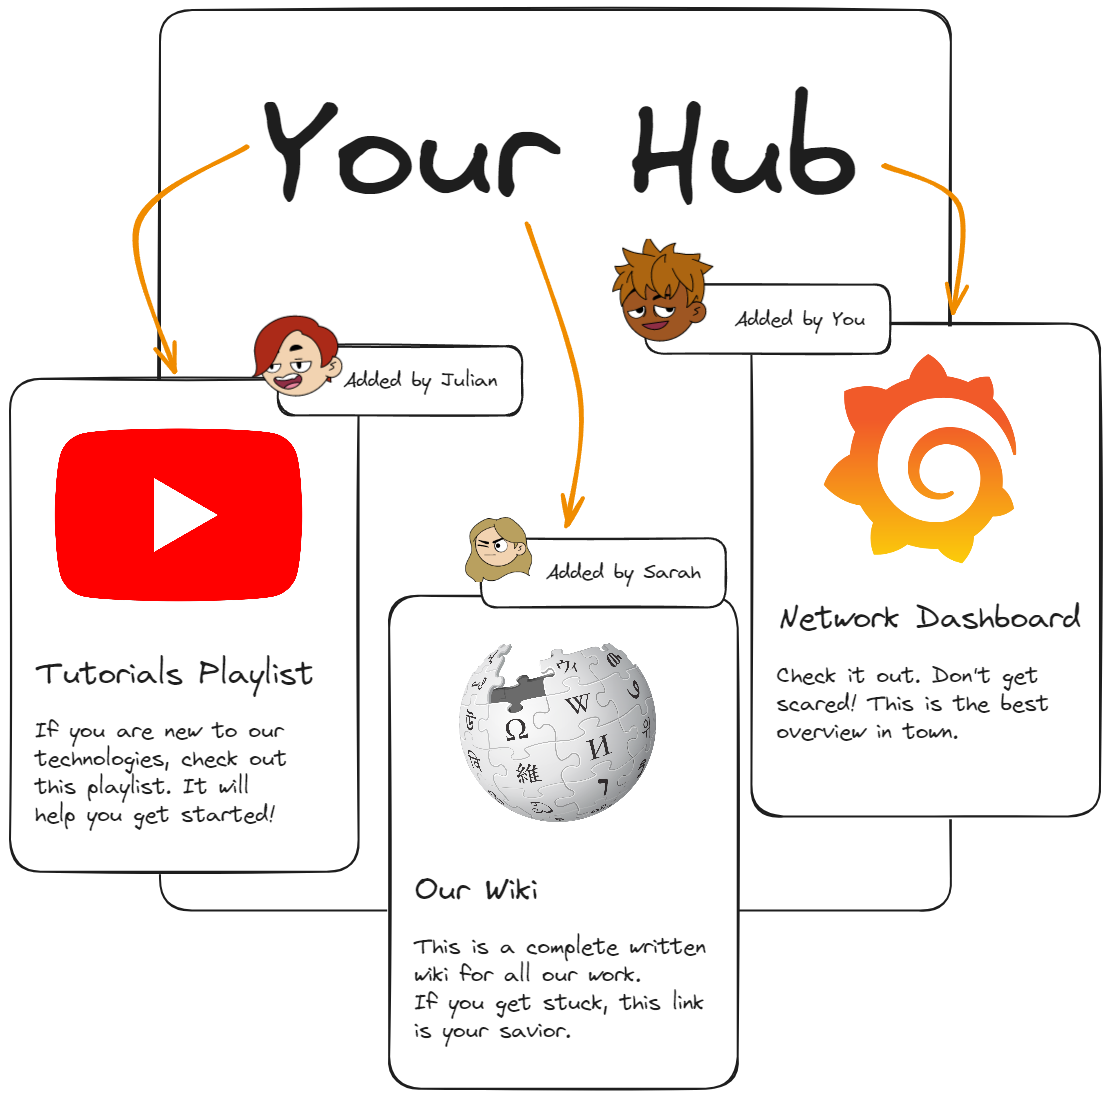 Your Hub
Added by Julian
Tutorials Playlist
If you are new to our
technologies, check out
this playlist. It will
help you get started!
Added by Sarah
Ω
W
И
維
ウィ
Our Wiki
This is a complete written
wiki for all our work.
If you get stuck, this link
is your savior.
Added by You
Network Dashboard
Check it out. Don't get
scared! This is the best
overview in town.